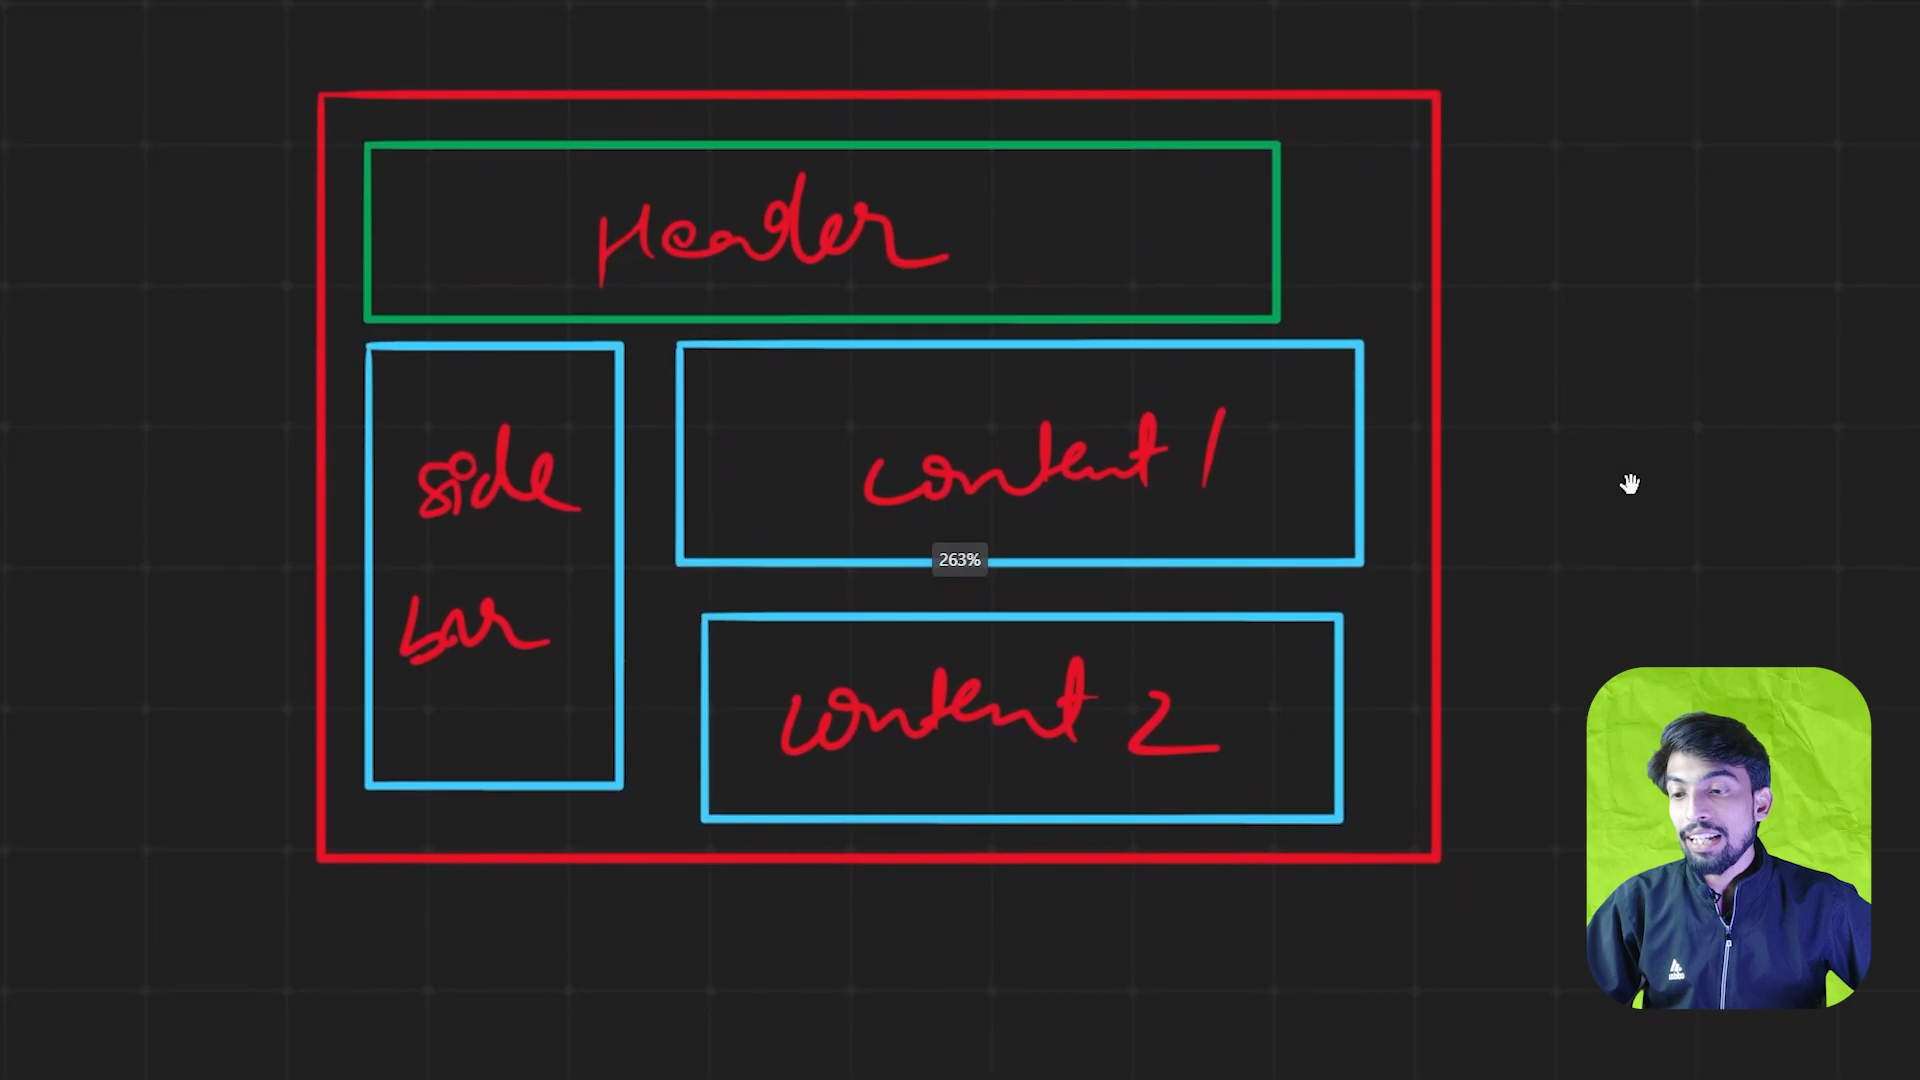 Header
side
bar
content 1
263%
content 2